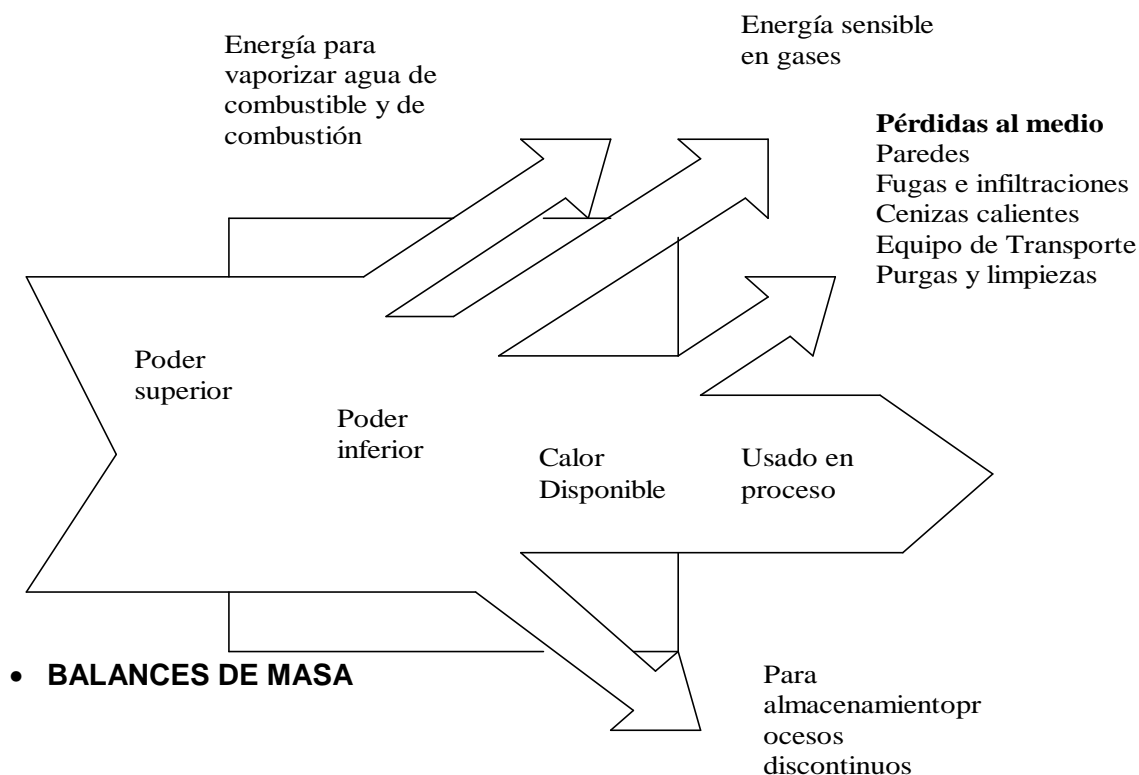 Energía para
vaporizar agua de
combustible y de
combustión
Energía sensible
en gases
Pérdidas al medio
Paredes
Fugas e infiltraciones
Cenizas calientes
Equipo de Transporte
Purgas y limpiezas
Poder
superior
Poder
inferior
Calor
Disponible
Usado en
proceso
• BALANCES DE MASA
Para
almacenamientopr
ocesos
discontinuos